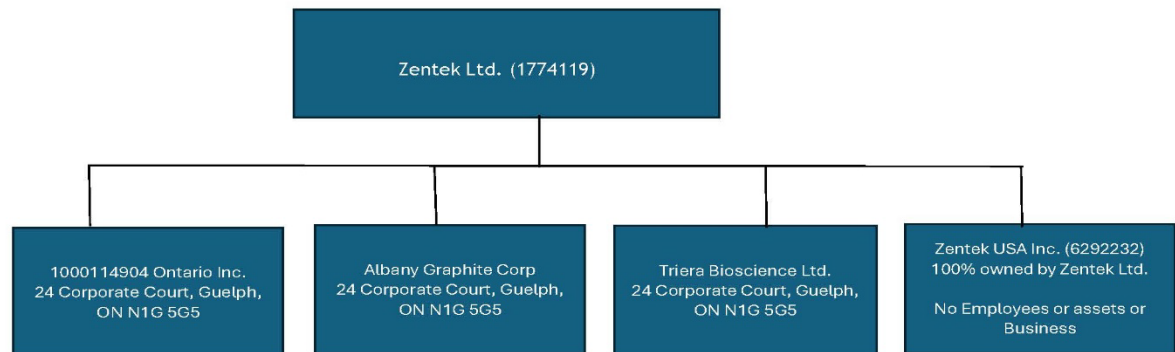 Zentek Ltd. (1774119)
1000114904 Ontario Inc.
24 Corporate Court, Guelph,
ON N1G 5G5
Albany Graphite Corp
24 Corporate Court, Guelph,
ON N1G 5G5
Triera Bioscience Ltd.
24 Corporate Court, Guelph,
ON N1G 5G5
Zentek USA Inc. (6292232)
100% owned by Zentek Ltd.
No Employees or assets or
Business